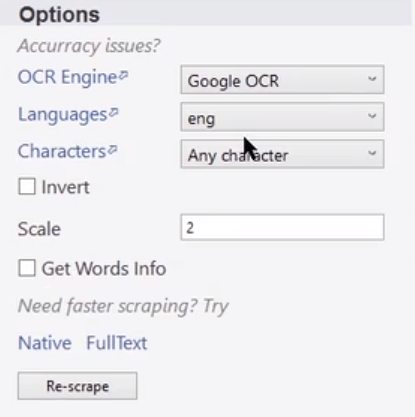 Options
Accurracy issues?
OCR Engine Google OCR
Languages eng
Characters Any character
Invert
Scale 2
Get Words Info
Need faster scraping? Try
Native FullText
Re-scrape